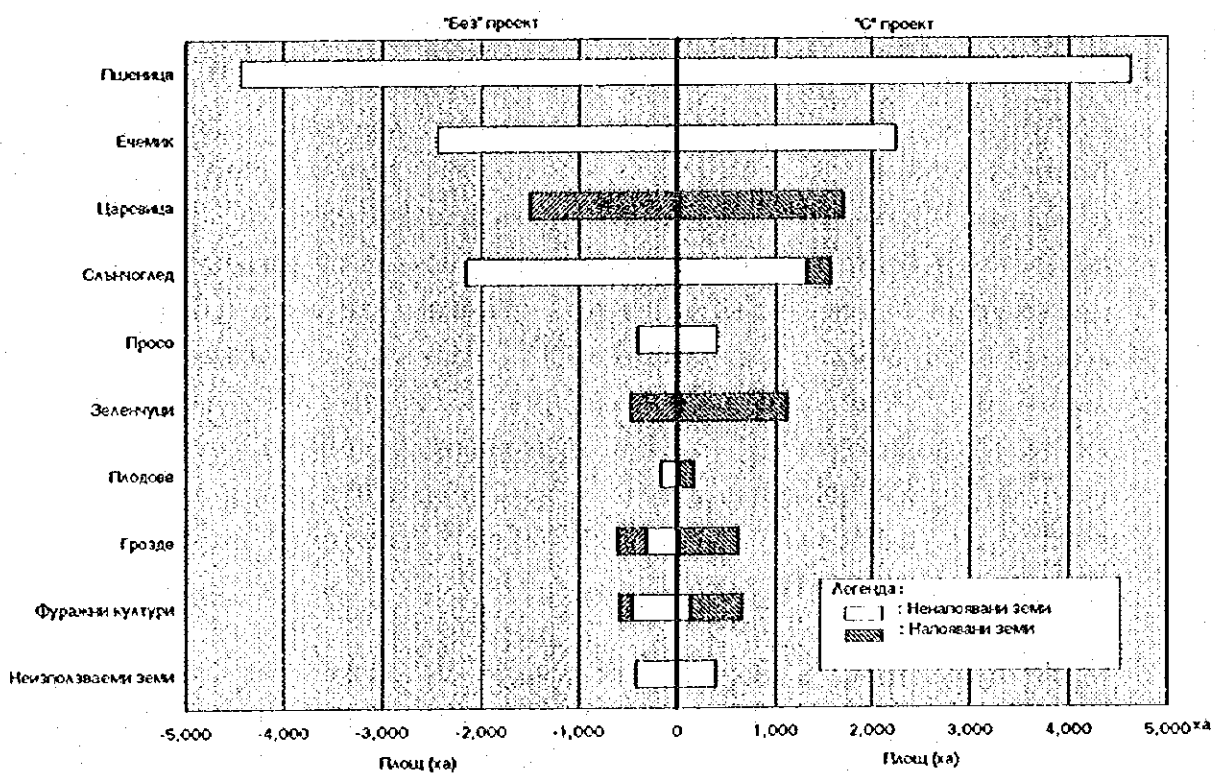 "Без" проект
"С" проект
Пшеница
Ечемик
Царевица
Слънчоглед
Просо
Зеленчуци
Плодове
Грозде
Фуражни култури
Неизползваеми земи
Легенда :
: Ненапоявани земи
: Напоявани земи
-5,000 -4,000 -3,000 -2,000 -1,000 0 1,000 2,000 3,000 4,000 5,000 ха
Площ (ха)
Площ (ха)